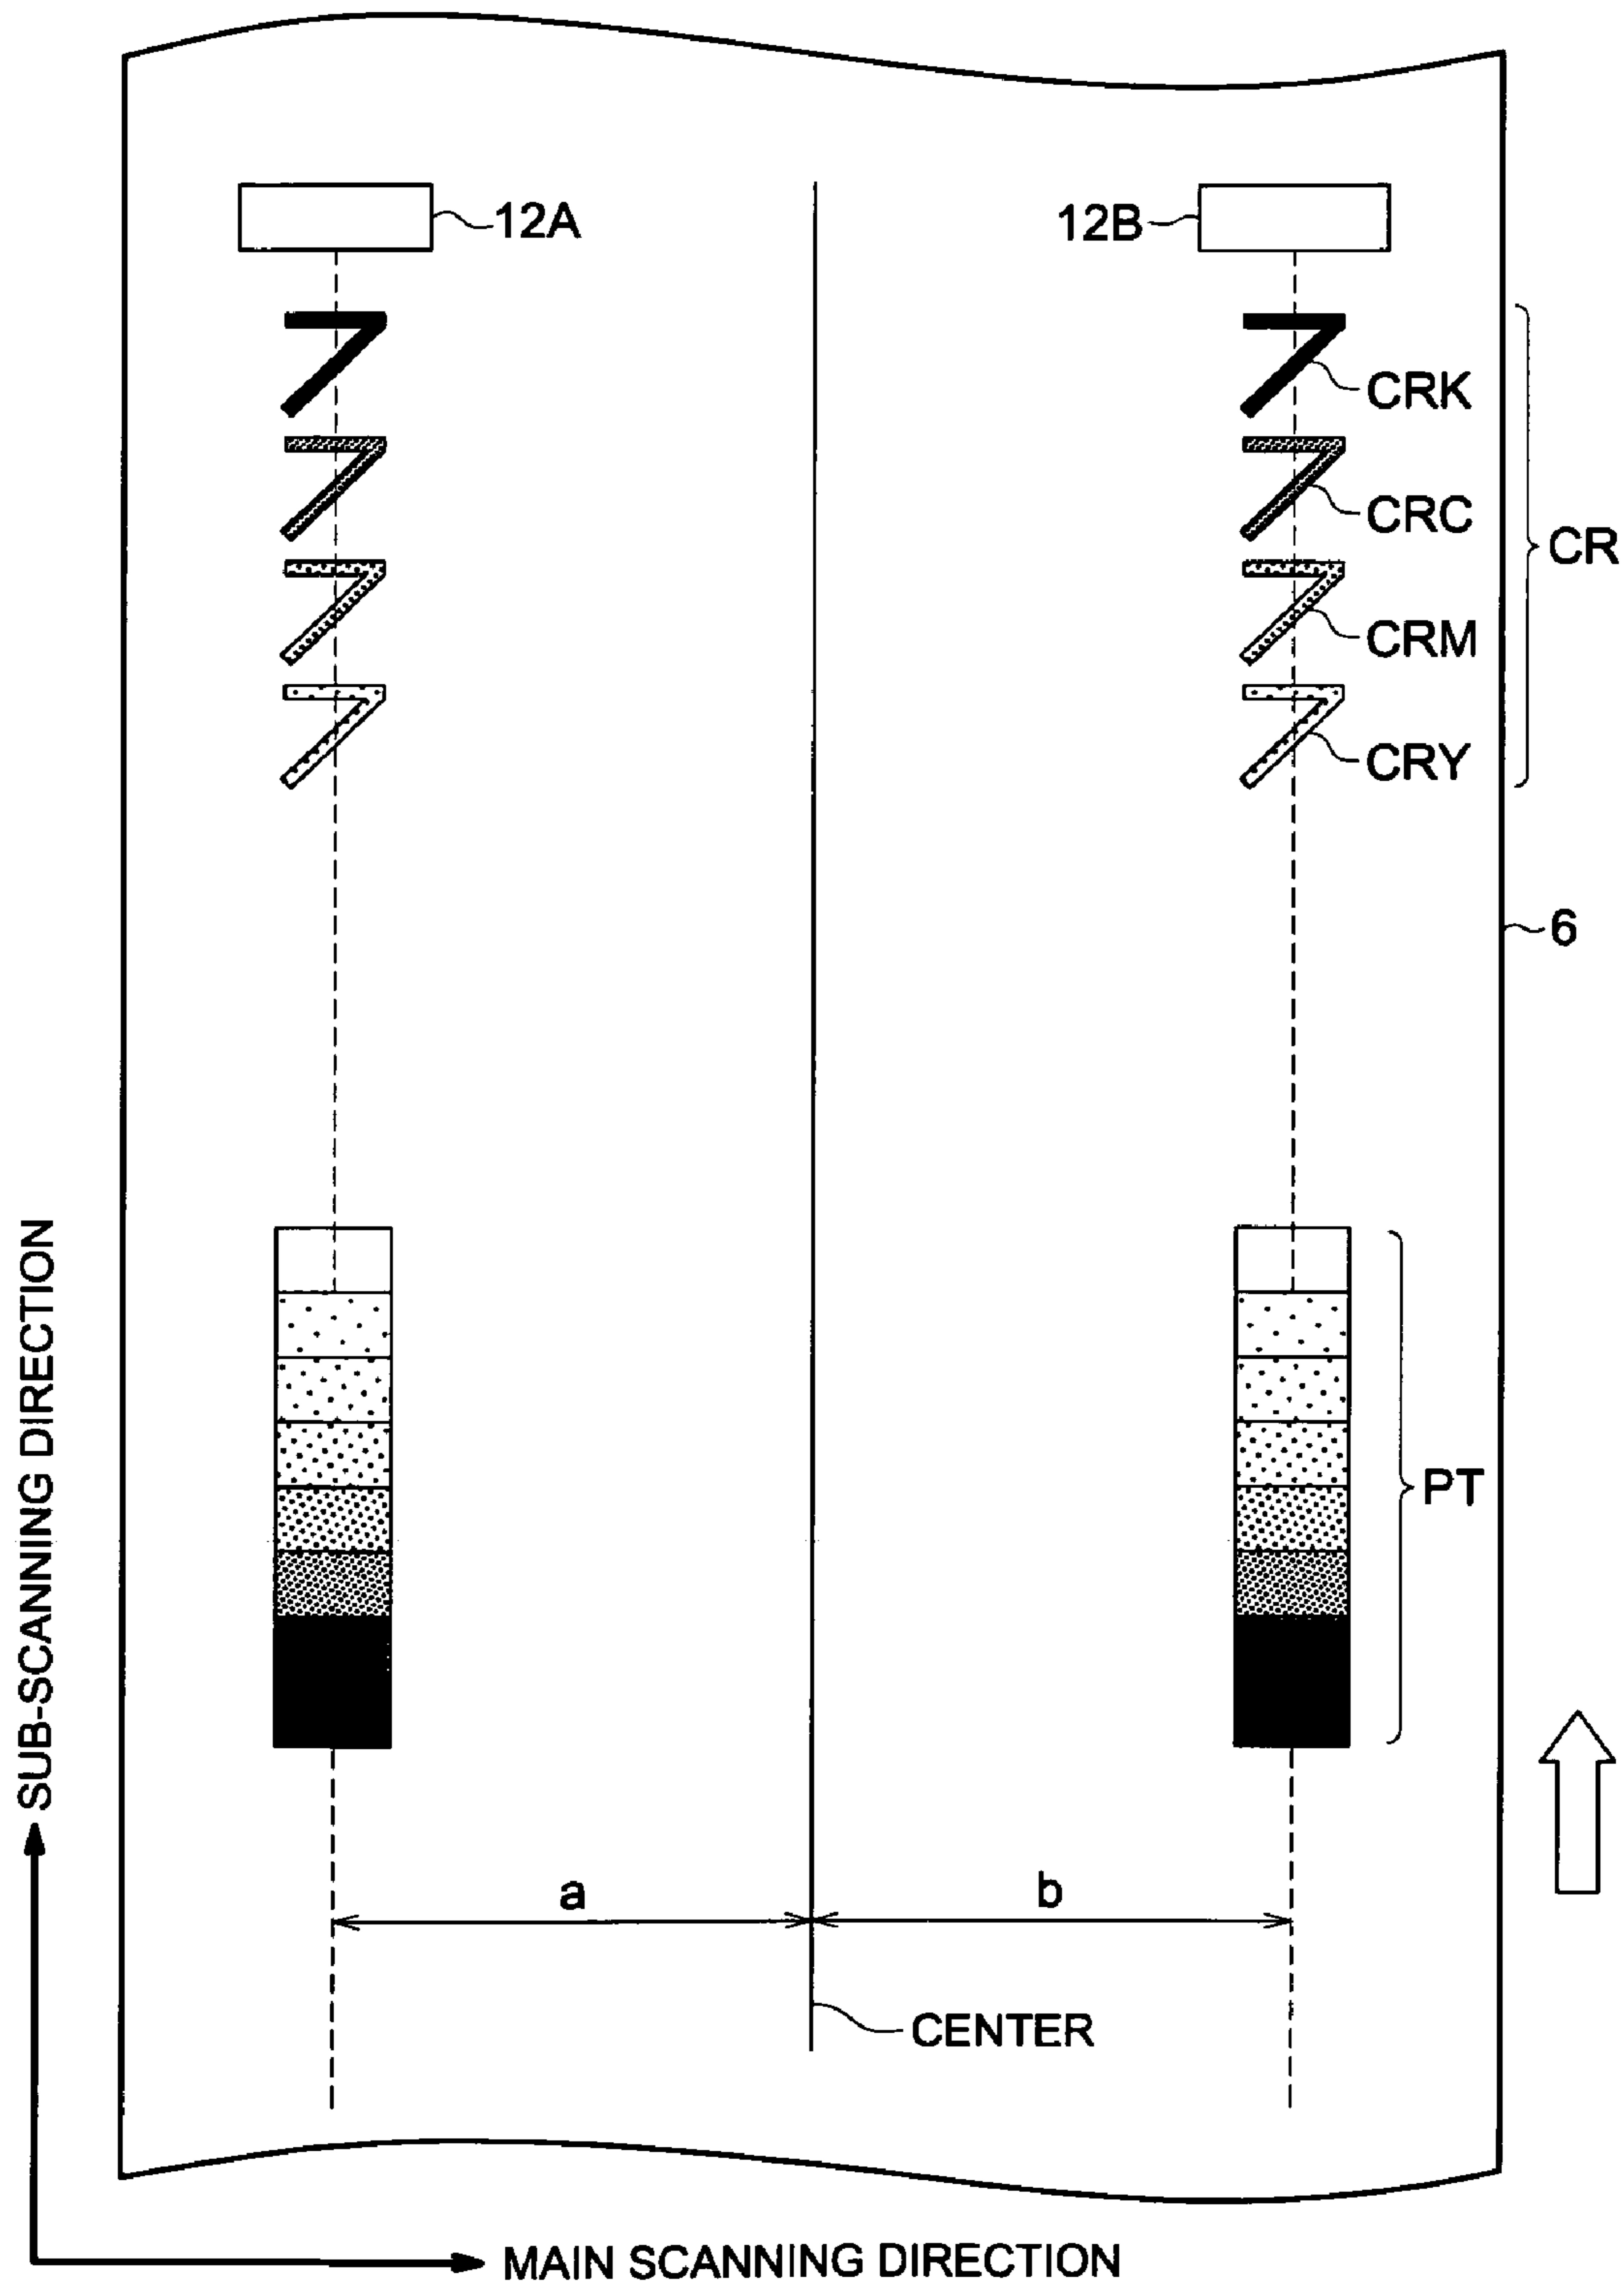 12A
12B
CRK
CRC
CR
CRM
CRY
6
SUB-SCANNING DIRECTION
PT
a
b
CENTER
MAIN SCANNING DIRECTION